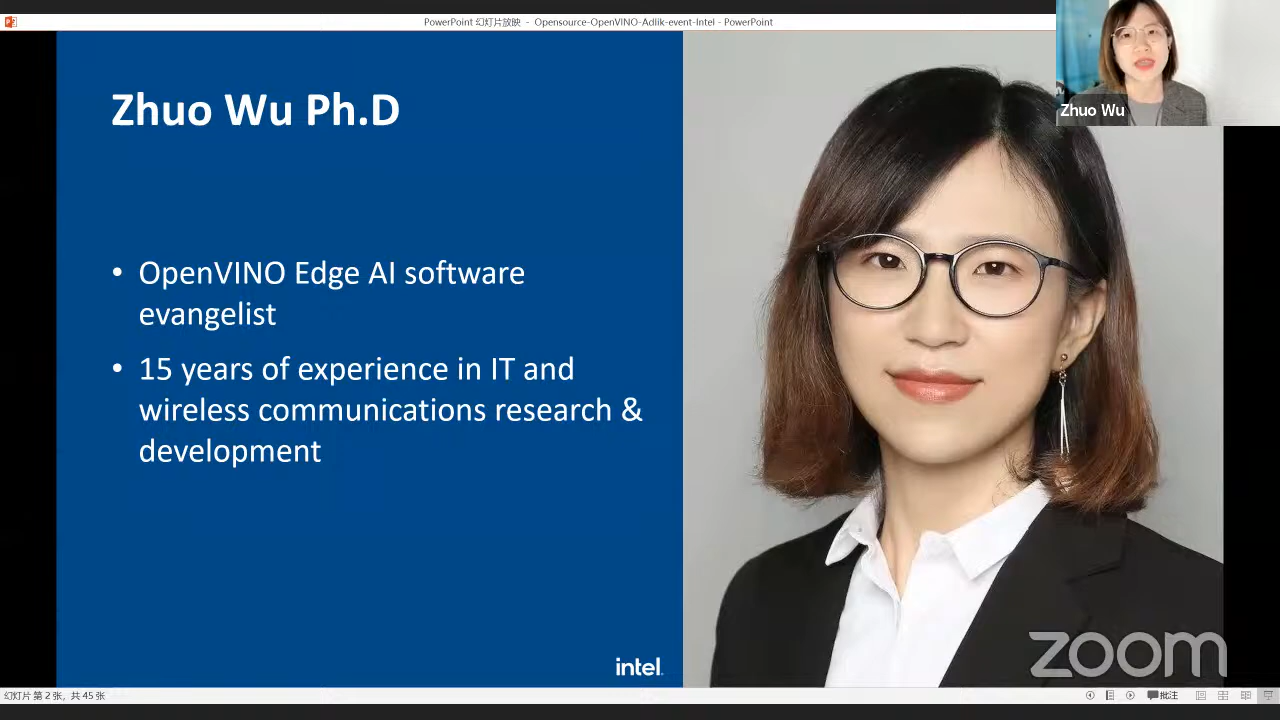 PowerPoint 幻灯片放映 - Opensource-OpenVINO-Adlik-event-Intel - PowerPoint
Zhuo Wu
Zhuo Wu Ph.D
• OpenVINO Edge AI software
evangelist
• 15 years of experience in IT and
wireless communications research &
development
intel.
zoom
幻灯片 第 2 张，共 45 张
批注